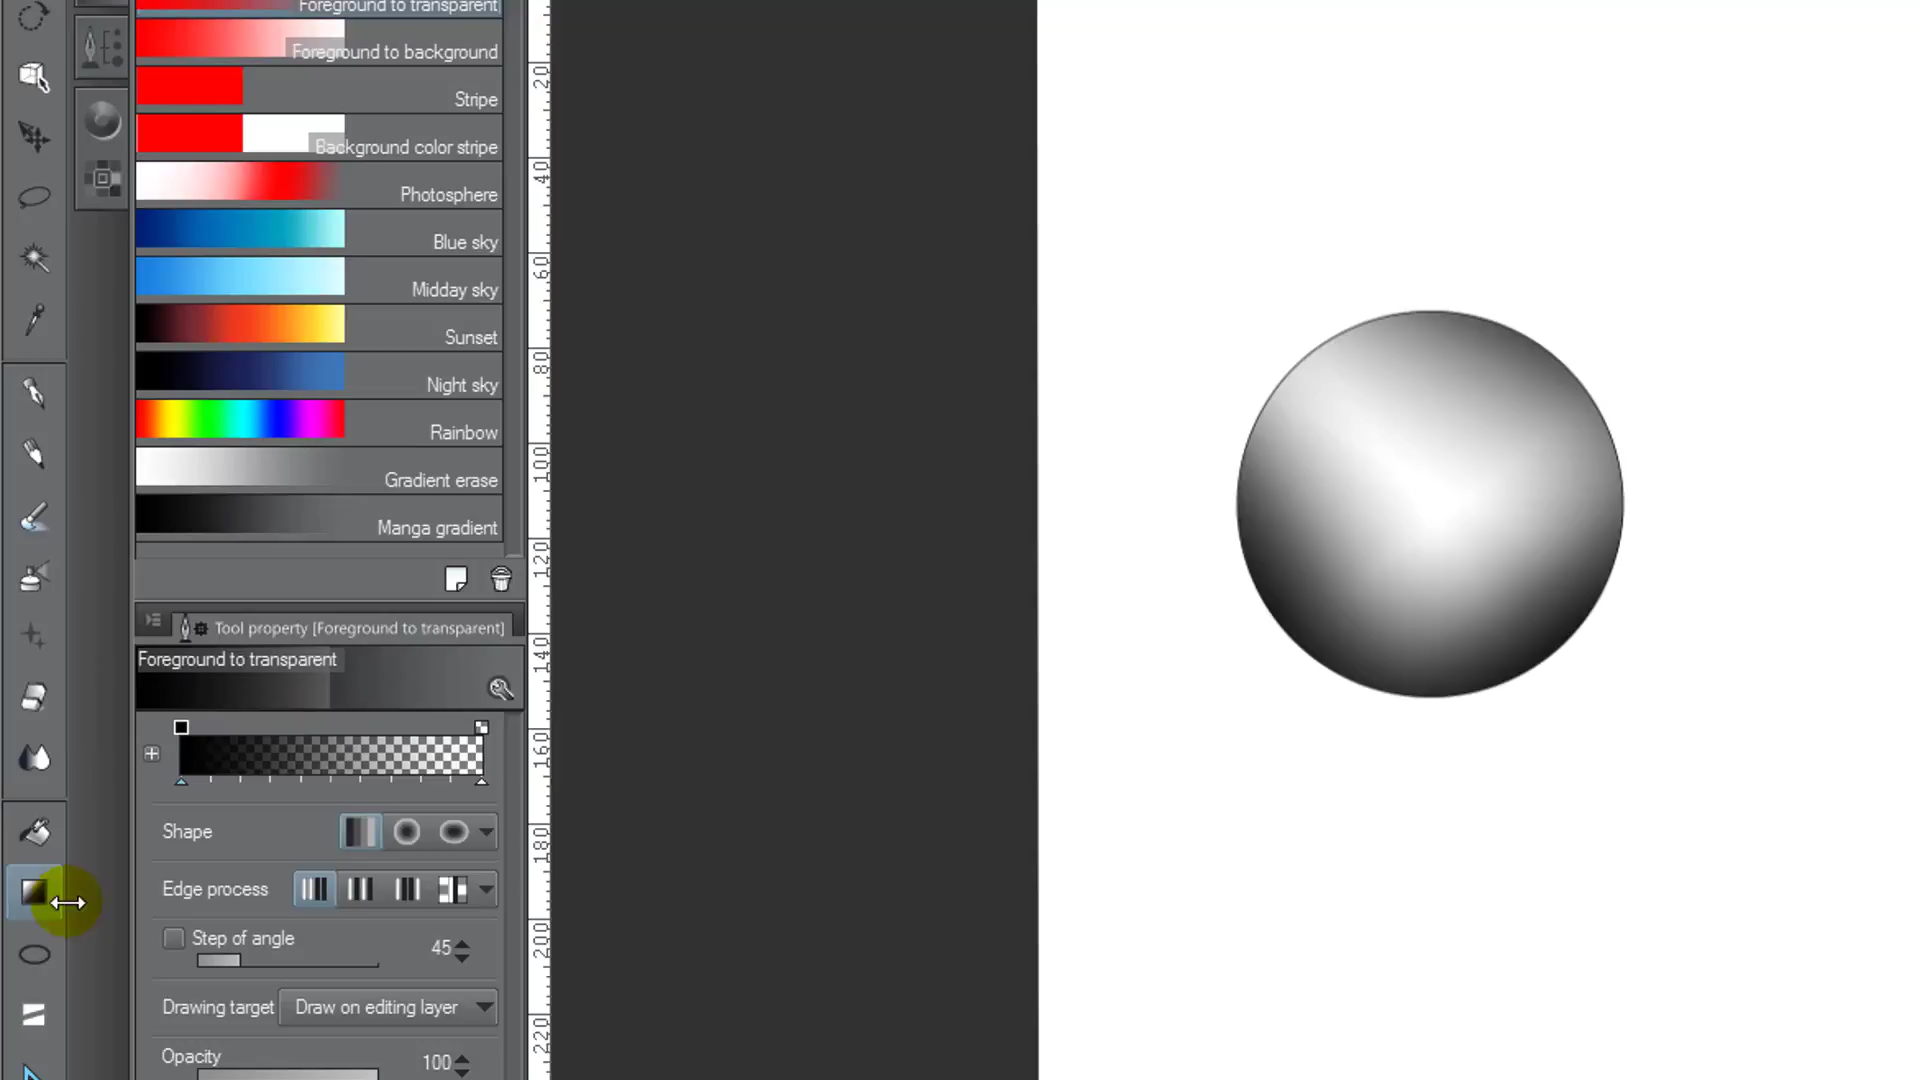 Foreground to transparent
Foreground to background
Stripe
Background color stripe
Photosphere
Blue sky
Midday sky
Sunset
Night sky
Rainbow
Gradient erase
Manga gradient
Tool property [Foreground to transparent]
Foreground to transparent
Shape
Edge process
Step of angle 45
Drawing target Draw on editing layer
Opacity 100
20
40
60
80
100
120
140
160
180
200
220